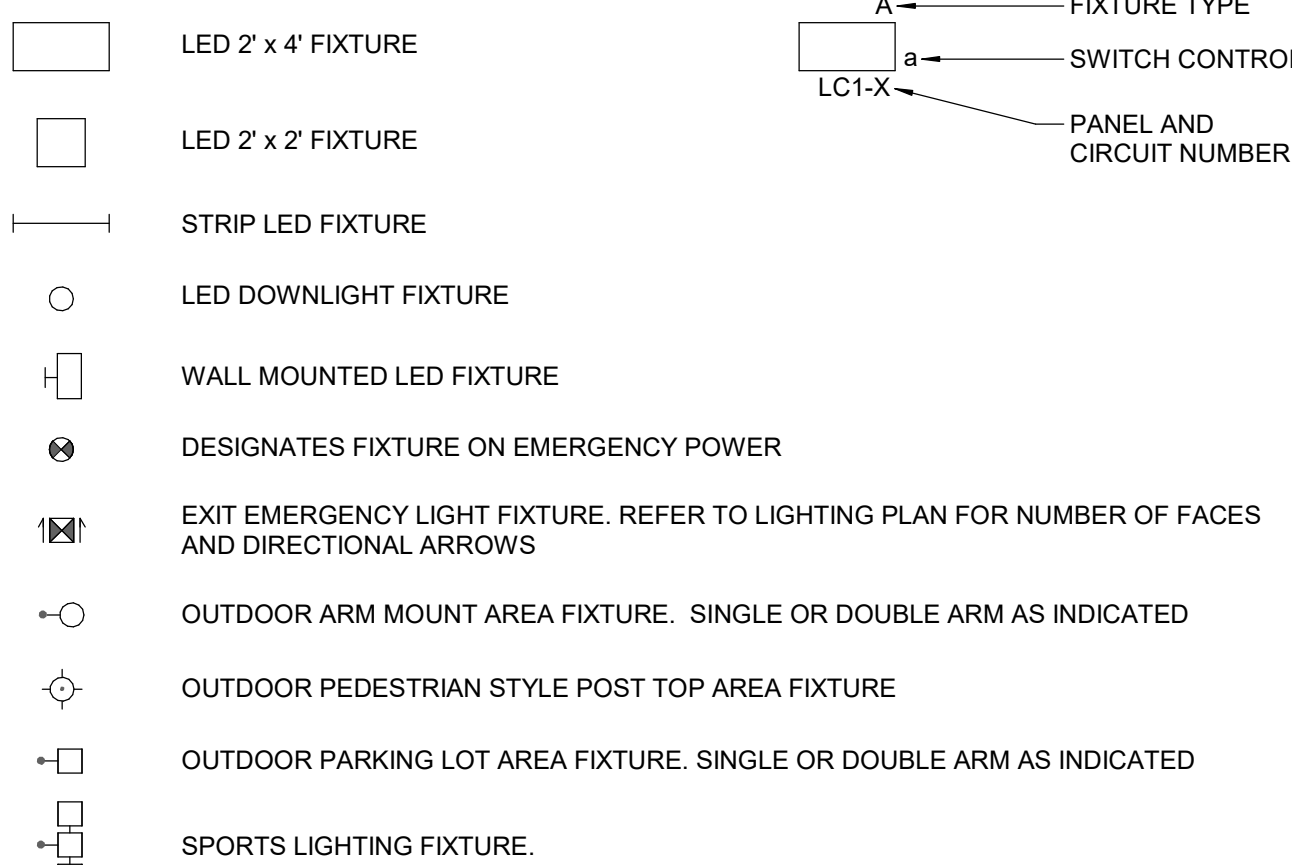 LED 2' x 4' FIXTURE
LED 2' x 2' FIXTURE
STRIP LED FIXTURE
LED DOWNLIGHT FIXTURE
WALL MOUNTED LED FIXTURE
DESIGNATES FIXTURE ON EMERGENCY POWER
EXIT EMERGENCY LIGHT FIXTURE. REFER TO LIGHTING PLAN FOR NUMBER OF FACES
AND DIRECTIONAL ARROWS
OUTDOOR ARM MOUNT AREA FIXTURE.  SINGLE OR DOUBLE ARM AS INDICATED
OUTDOOR PEDESTRIAN STYLE POST TOP AREA FIXTURE
OUTDOOR PARKING LOT AREA FIXTURE. SINGLE OR DOUBLE ARM AS INDICATED
SPORTS LIGHTING FIXTURE.
A
FIXTURE TYPE
a
SWITCH CONTROL
LC1-X
PANEL AND
CIRCUIT NUMBER